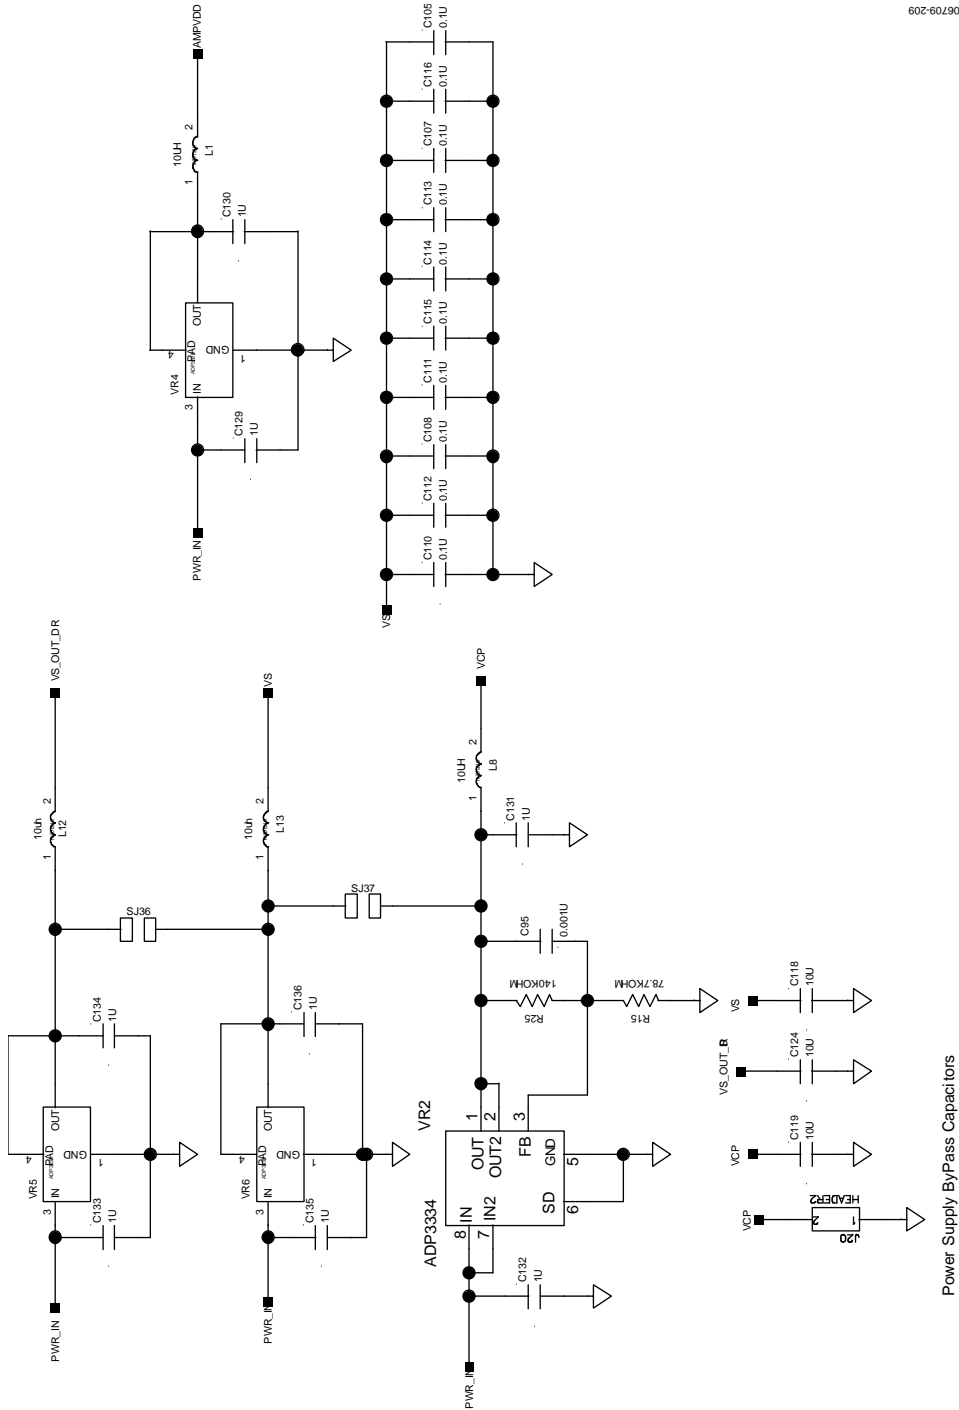 06709-209
PWR_IN
C129
1U
3
IN
VR4
PAD
4
GND
1
OUT
C130
1U
1
2
10UH
L1
AMPVDD
VS
C110
0.1U
C112
0.1U
C108
0.1U
C111
0.1U
C115
0.1U
C114
0.1U
C113
0.1U
C107
0.1U
C116
0.1U
C105
0.1U
PWR_IN
C133
1U
3
IN
VR5
PAD
4
GND
1
OUT
C134
1U
SJ36
1
2
10uh
L12
VS_OUT_DR
PWR_IN
C135
1U
3
IN
VR6
PAD
4
GND
1
OUT
C136
1U
SJ37
1
2
10uh
L13
VS
PWR_IN
C132
1U
ADP3334
VR2
8
IN
7
IN2
6
SD
OUT
1
OUT2
2
FB
3
GND
5
R25
140KOHM
C95
0.001U
R15
78.7KOHM
C131
1U
1
2
10UH
L8
VCP
VCP
2
1
J20
HEADER2
VCP
C119
10U
C124
10U
VS
C118
10U
Power Supply ByPass Capacitors